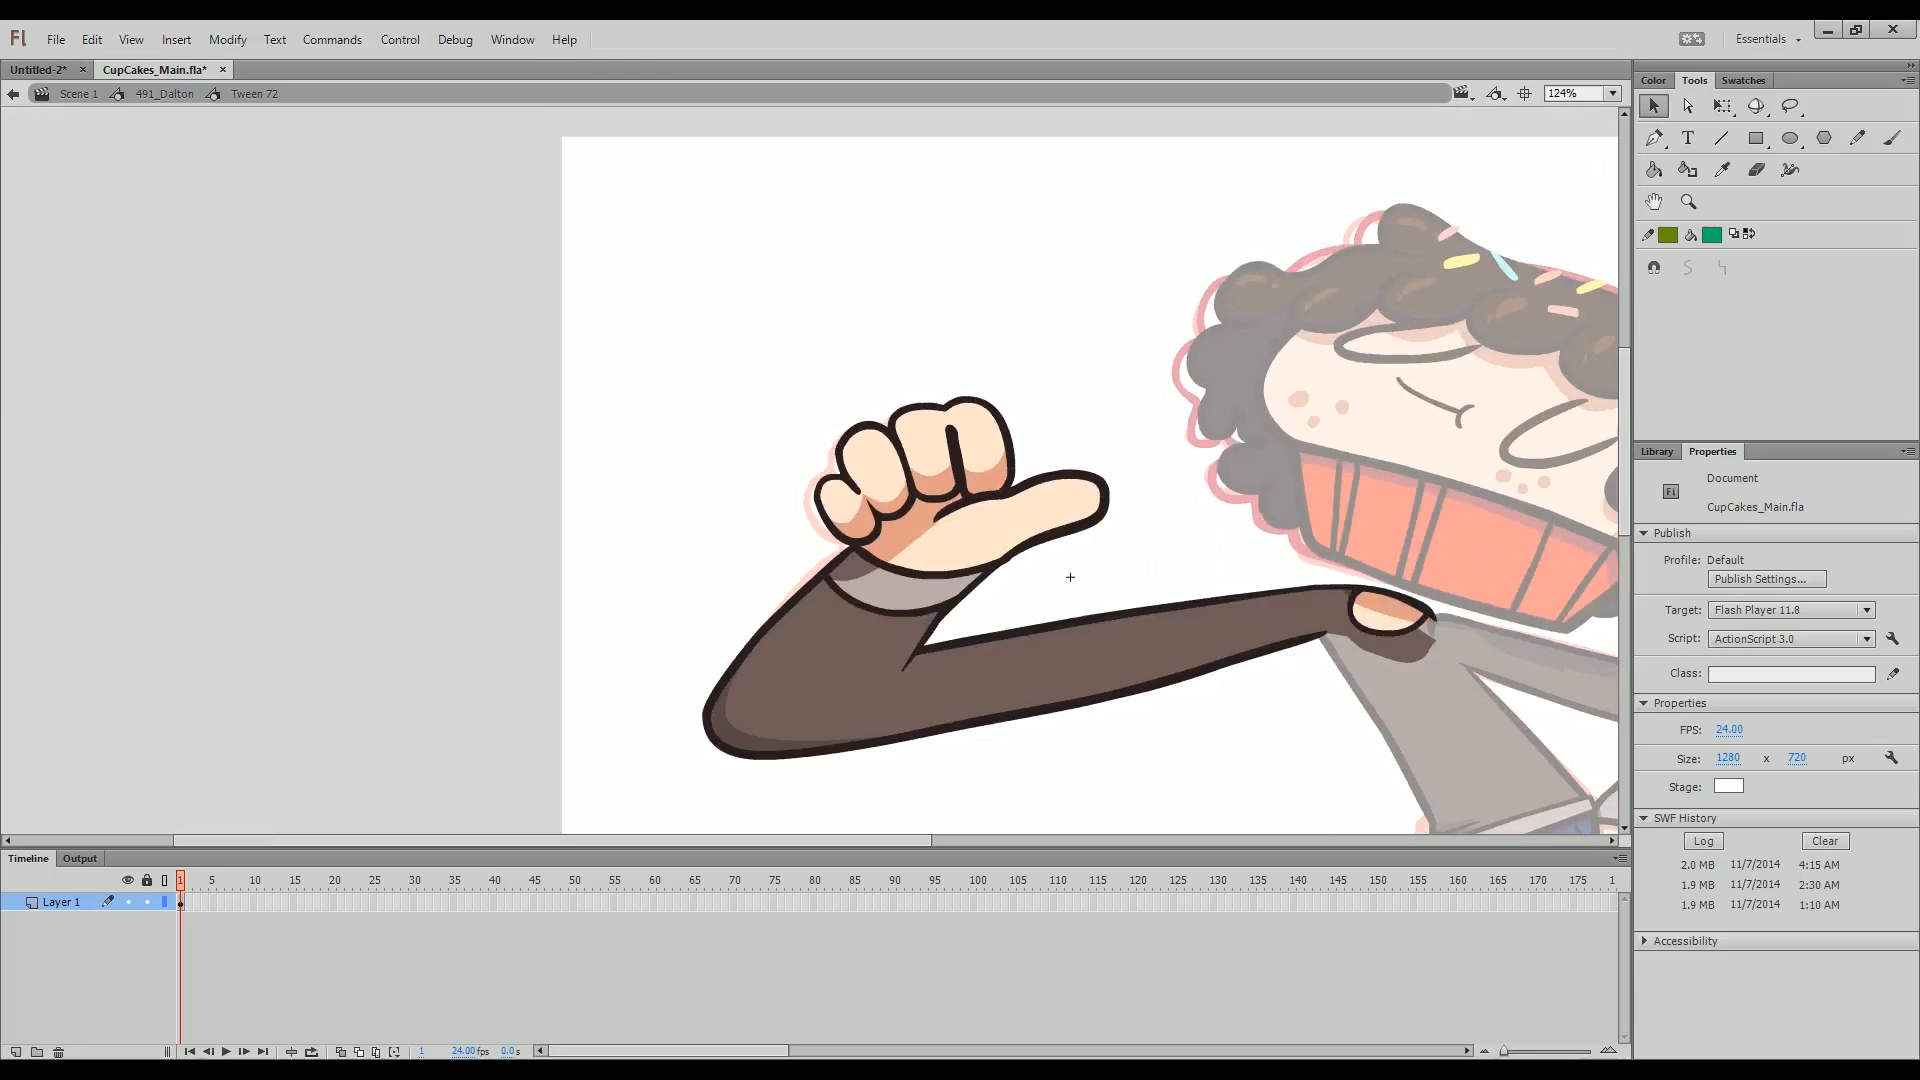 Fl File Edit View Insert Modify Text Commands Control Debug Window Help Essentials
Untitled-2* × CupCakes_Main.fla* ×
Scene 1 491_Dalton Tween 72 124%
Color Tools Swatches
T
Library Properties
Document
Fl
CupCakes_Main.fla
Publish
Profile: Default
Publish Settings...
Target: Flash Player 11.8
Script: ActionScript 3.0
Class:
Properties
FPS: 24.00
Size: 1280 x 720 px
Stage:
SWF History
Log Clear
2.0 MB 11/7/2014 4:15 AM
1.9 MB 11/7/2014 2:30 AM
1.9 MB 11/7/2014 1:10 AM
Accessibility
Timeline Output
1 5 10 15 20 25 30 35 40 45 50 55 60 65 70 75 80 85 90 95 100 105 110 115 120 125 130 135 140 145 150 155 160 165 170 175 1
Layer 1
1 24.00 fps 0.0 s